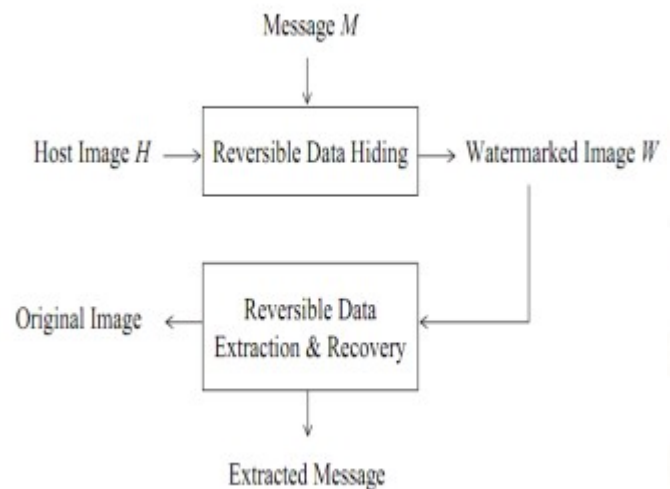 Message M
Host Image H
Reversible Data Hiding
Watermarked Image W
Original Image
Reversible Data
Extraction & Recovery
Extracted Message